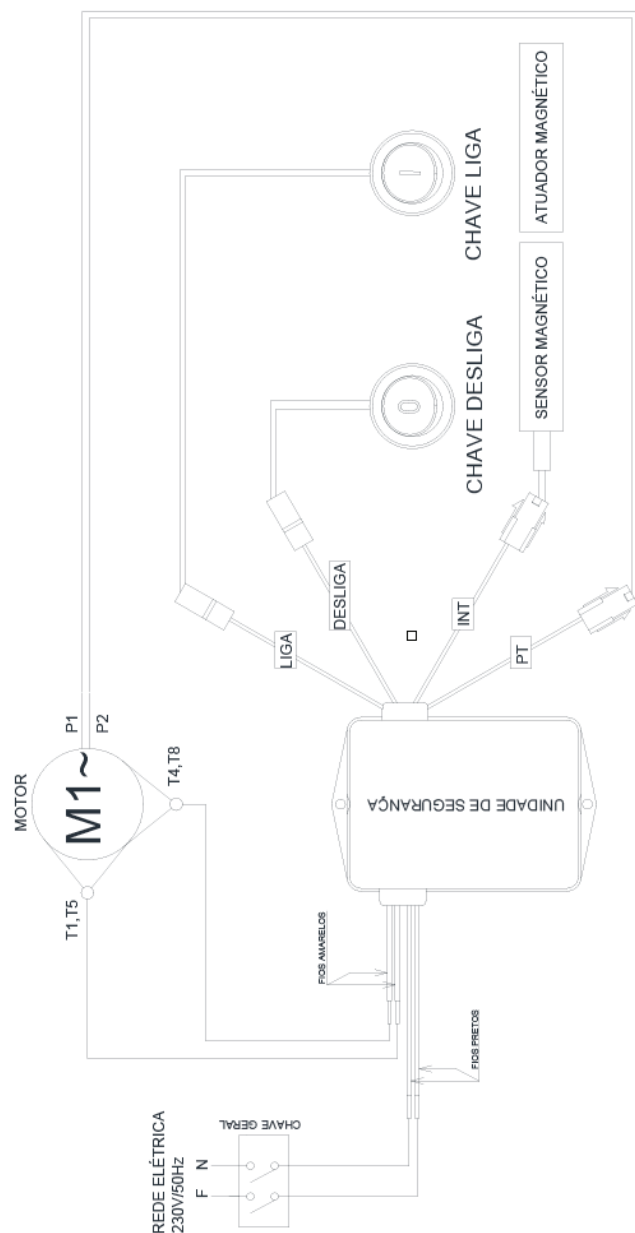 REDE ELÉTRICA
230V/50Hz
F
N
CHAVE GERAL
FIOS AMARELOS
FIOS PRETOS
MOTOR
M1~
T1,T5
T4,T8
P1
P2
UNIDADE DE SEGURANÇA
LIGA
DESLIGA
INT
PT
CHAVE LIGA
CHAVE DESLIGA
SENSOR MAGNÉTICO
ATUADOR MAGNÉTICO